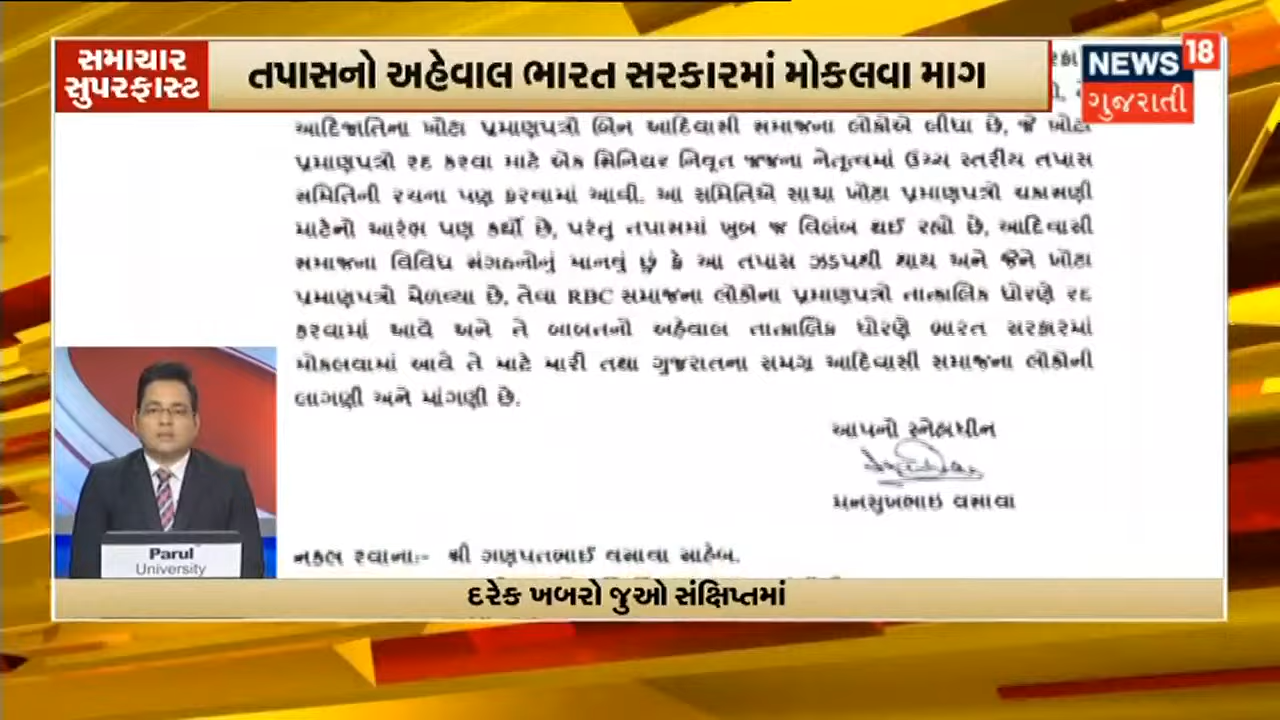 સમાચાર
સુપરફાસ્ટ
તપાસનો અહેવાલ ભારત સરકારમાં મોકલવા માગ
NEWS 18
ગુજરાતી
આદિજાતિના ખોટા પ્રમાણપત્રો બિન આદિવાસી સમાજના લોકોએ લીધા છે, જે ખોટા
પ્રમાણપત્રો રદ કરવા માટે એક સિનિયર નિવૃત જજના નેતૃત્વમાં ઉચ્ચ સ્તરીય તપાસ
સમિતિની રચના પણ કરવામાં આવી. આ સમિતિએ સાચા ખોટા પ્રમાણપત્રો ચકાસણી
માટેનો આરંભ પણ કર્યો છે, પરંતુ તપાસમાં ખુબ જ વિલંબ થઈ રહ્યો છે, આદિવાસી
સમાજના વિવિધ સંગઠનોનું માનવું છે કે આ તપાસ ઝડપથી થાય અને જેને ખોટા
પ્રમાણપત્રો મેળવ્યા છે, તેવા RBC સમાજના લોકોના પ્રમાણપત્રો તાત્કાલિક ધોરણે રદ
કરવામાં આવે અને તે બાબતનો અહેવાલ તાત્કાલિક ધોરણે ભારત સરકારમાં
મોકલવામાં આવે તે માટે મારી તથા ગુજરાતના સમગ્ર આદિવાસી સમાજના લોકોની
લાગણી અને માંગણી છે.
આપનો સ્નેહાધીન
મનસુખભાઇ વસાવા
નકલ રવાના:- શ્રી ગણપતભાઈ વસાવા સાહેબ.
Parul
University
દરેક ખબરો જુઓ સંક્ષિપ્તમાં